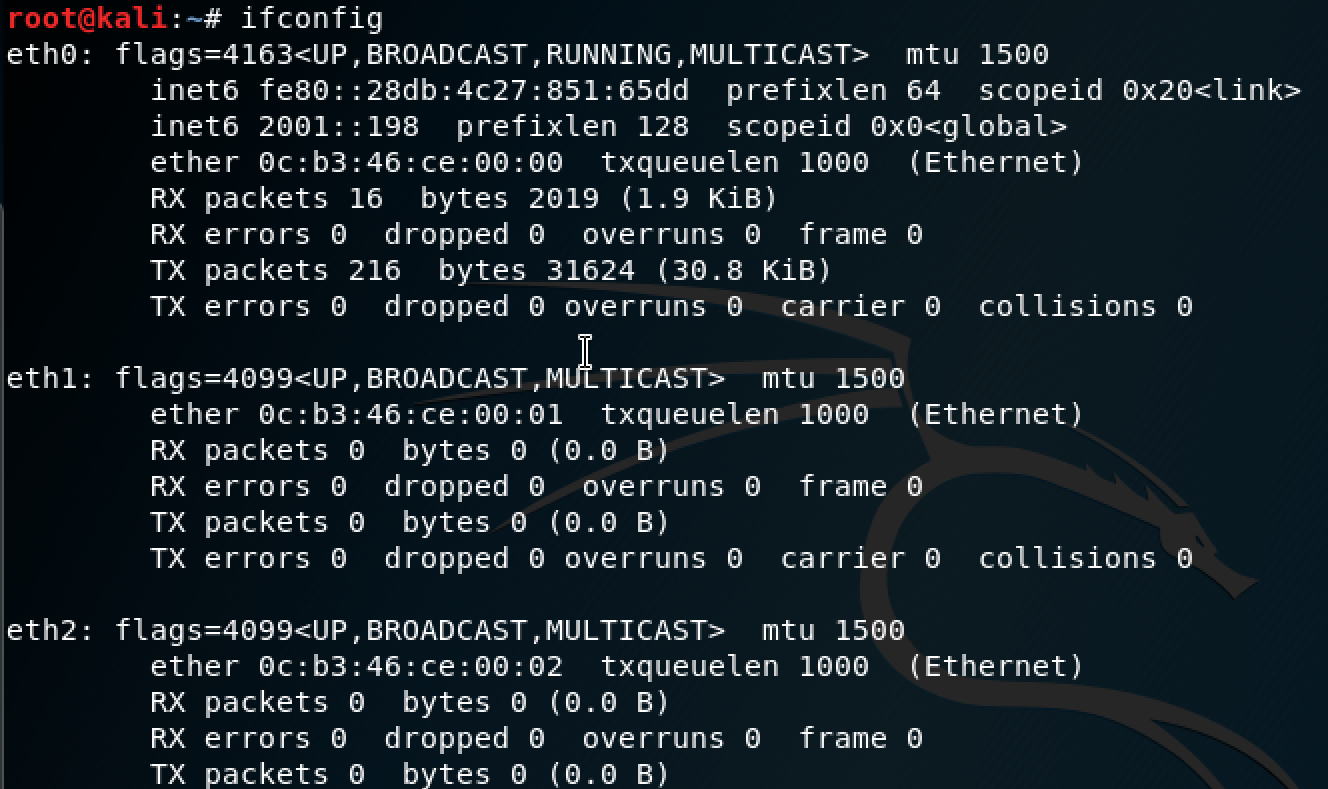 root@kali:~# ifconfig
eth0: flags=4163<UP,BROADCAST,RUNNING,MULTICAST>  mtu 1500
        inet6 fe80::28db:4c27:851:65dd  prefixlen 64  scopeid 0x20<link>
        inet6 2001::198  prefixlen 128  scopeid 0x0<global>
        ether 0c:b3:46:ce:00:00  txqueuelen 1000  (Ethernet)
        RX packets 16  bytes 2019 (1.9 KiB)
        RX errors 0  dropped 0  overruns 0  frame 0
        TX packets 216  bytes 31624 (30.8 KiB)
        TX errors 0  dropped 0 overruns 0  carrier 0  collisions 0

eth1: flags=4099<UP,BROADCAST,MULTICAST>  mtu 1500
        ether 0c:b3:46:ce:00:01  txqueuelen 1000  (Ethernet)
        RX packets 0  bytes 0 (0.0 B)
        RX errors 0  dropped 0  overruns 0  frame 0
        TX packets 0  bytes 0 (0.0 B)
        TX errors 0  dropped 0 overruns 0  carrier 0  collisions 0

eth2: flags=4099<UP,BROADCAST,MULTICAST>  mtu 1500
        ether 0c:b3:46:ce:00:02  txqueuelen 1000  (Ethernet)
        RX packets 0  bytes 0 (0.0 B)
        RX errors 0  dropped 0  overruns 0  frame 0
        TX packets 0  bytes 0 (0.0 B)